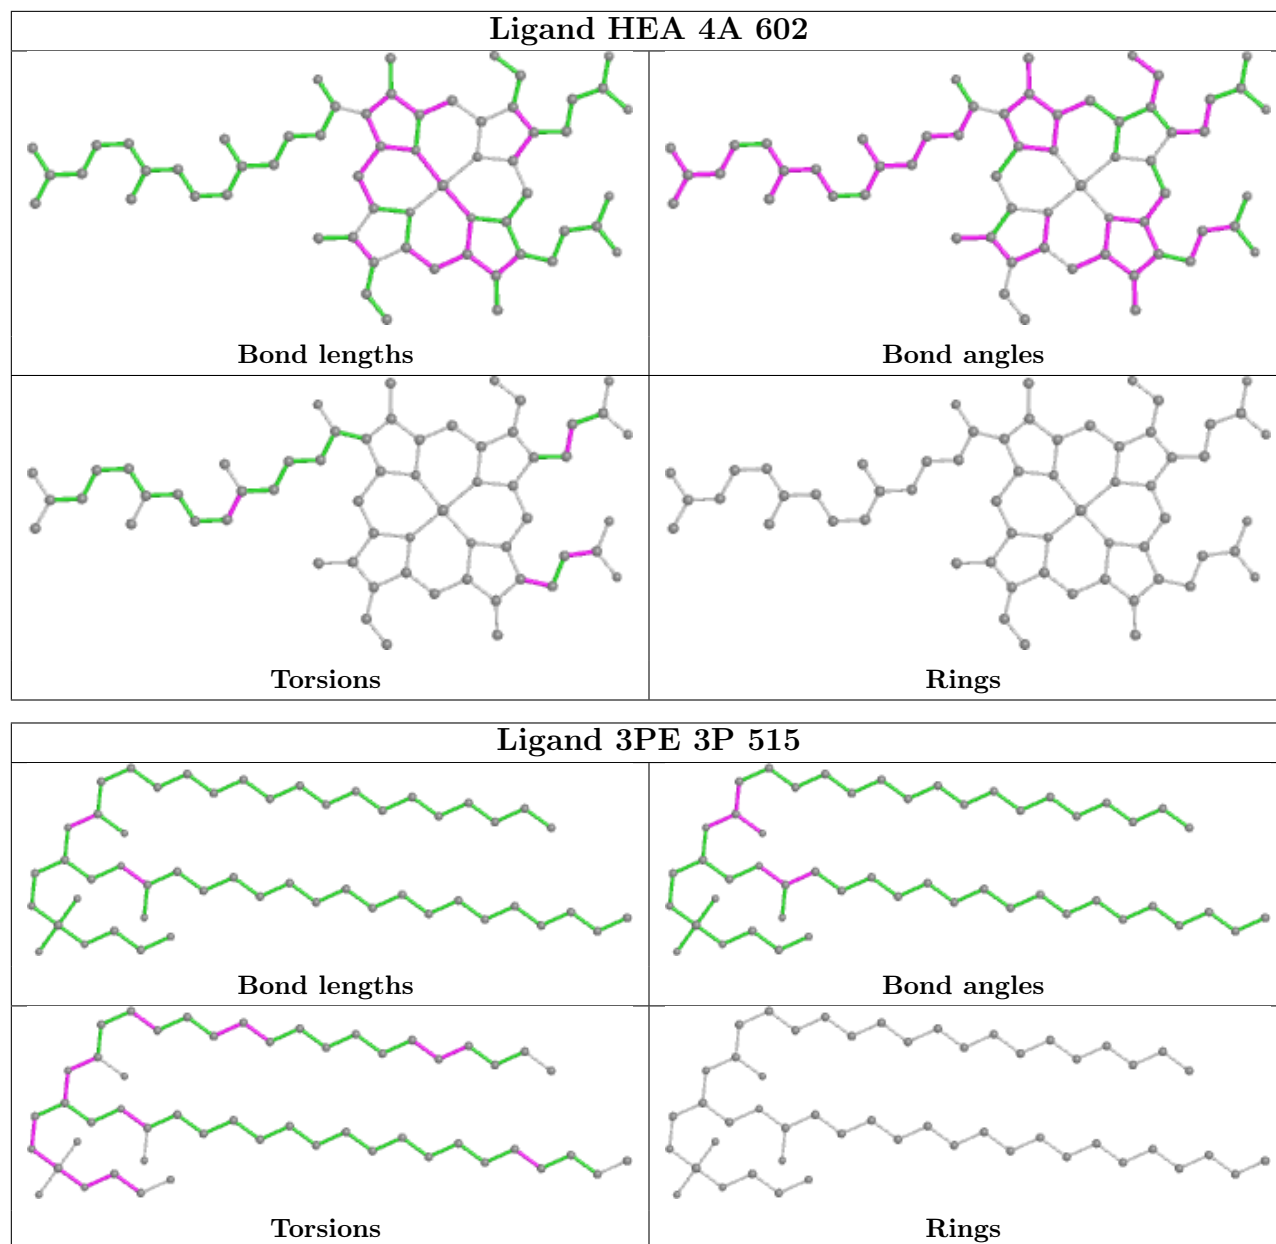 Ligand HEA 4A 602
Bond lengths
Bond angles
Torsions
Rings
Ligand 3PE 3P 515
Bond lengths
Bond angles
Torsions
Rings